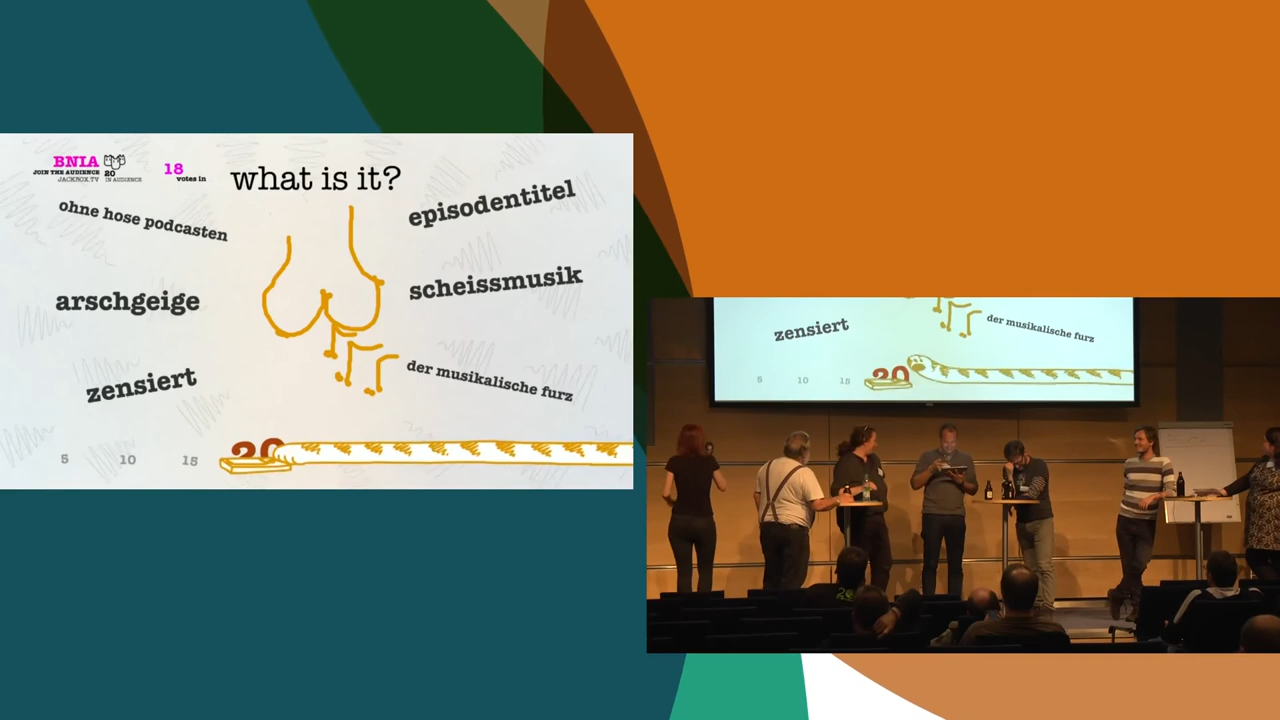 BNIA
JOIN THE AUDIENCE
JACKBOX.TV
20
IN AUDIENCE
18
votes in
what is it?
ohne hose podcasten
episodentitel
arschgeige
scheissmusik
zensiert
der musikalische furz
5
10
15
20
zensiert
der musikalische furz
5
10
15
20